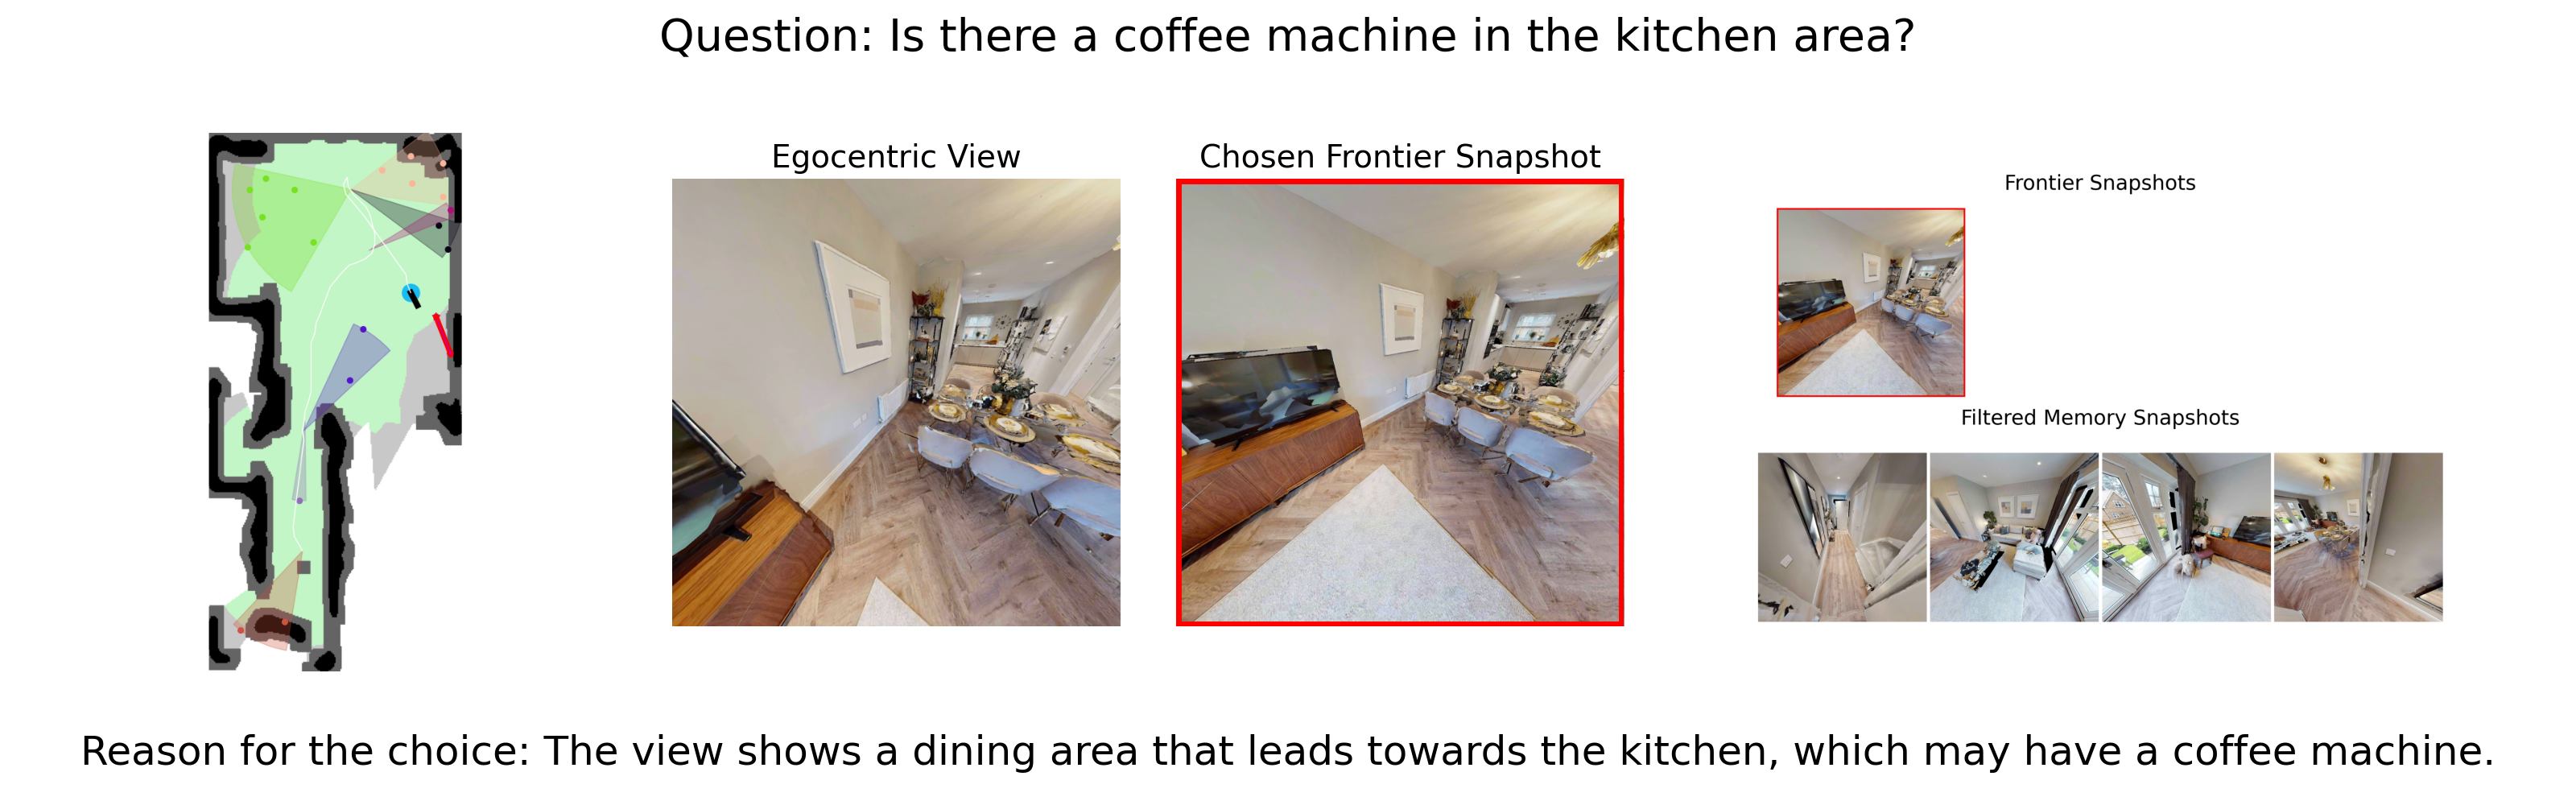 Question: Is there a coffee machine in the kitchen area?
Egocentric View
Chosen Frontier Snapshot
Frontier Snapshots
Filtered Memory Snapshots
Reason for the choice: The view shows a dining area that leads towards the kitchen, which may have a coffee machine.